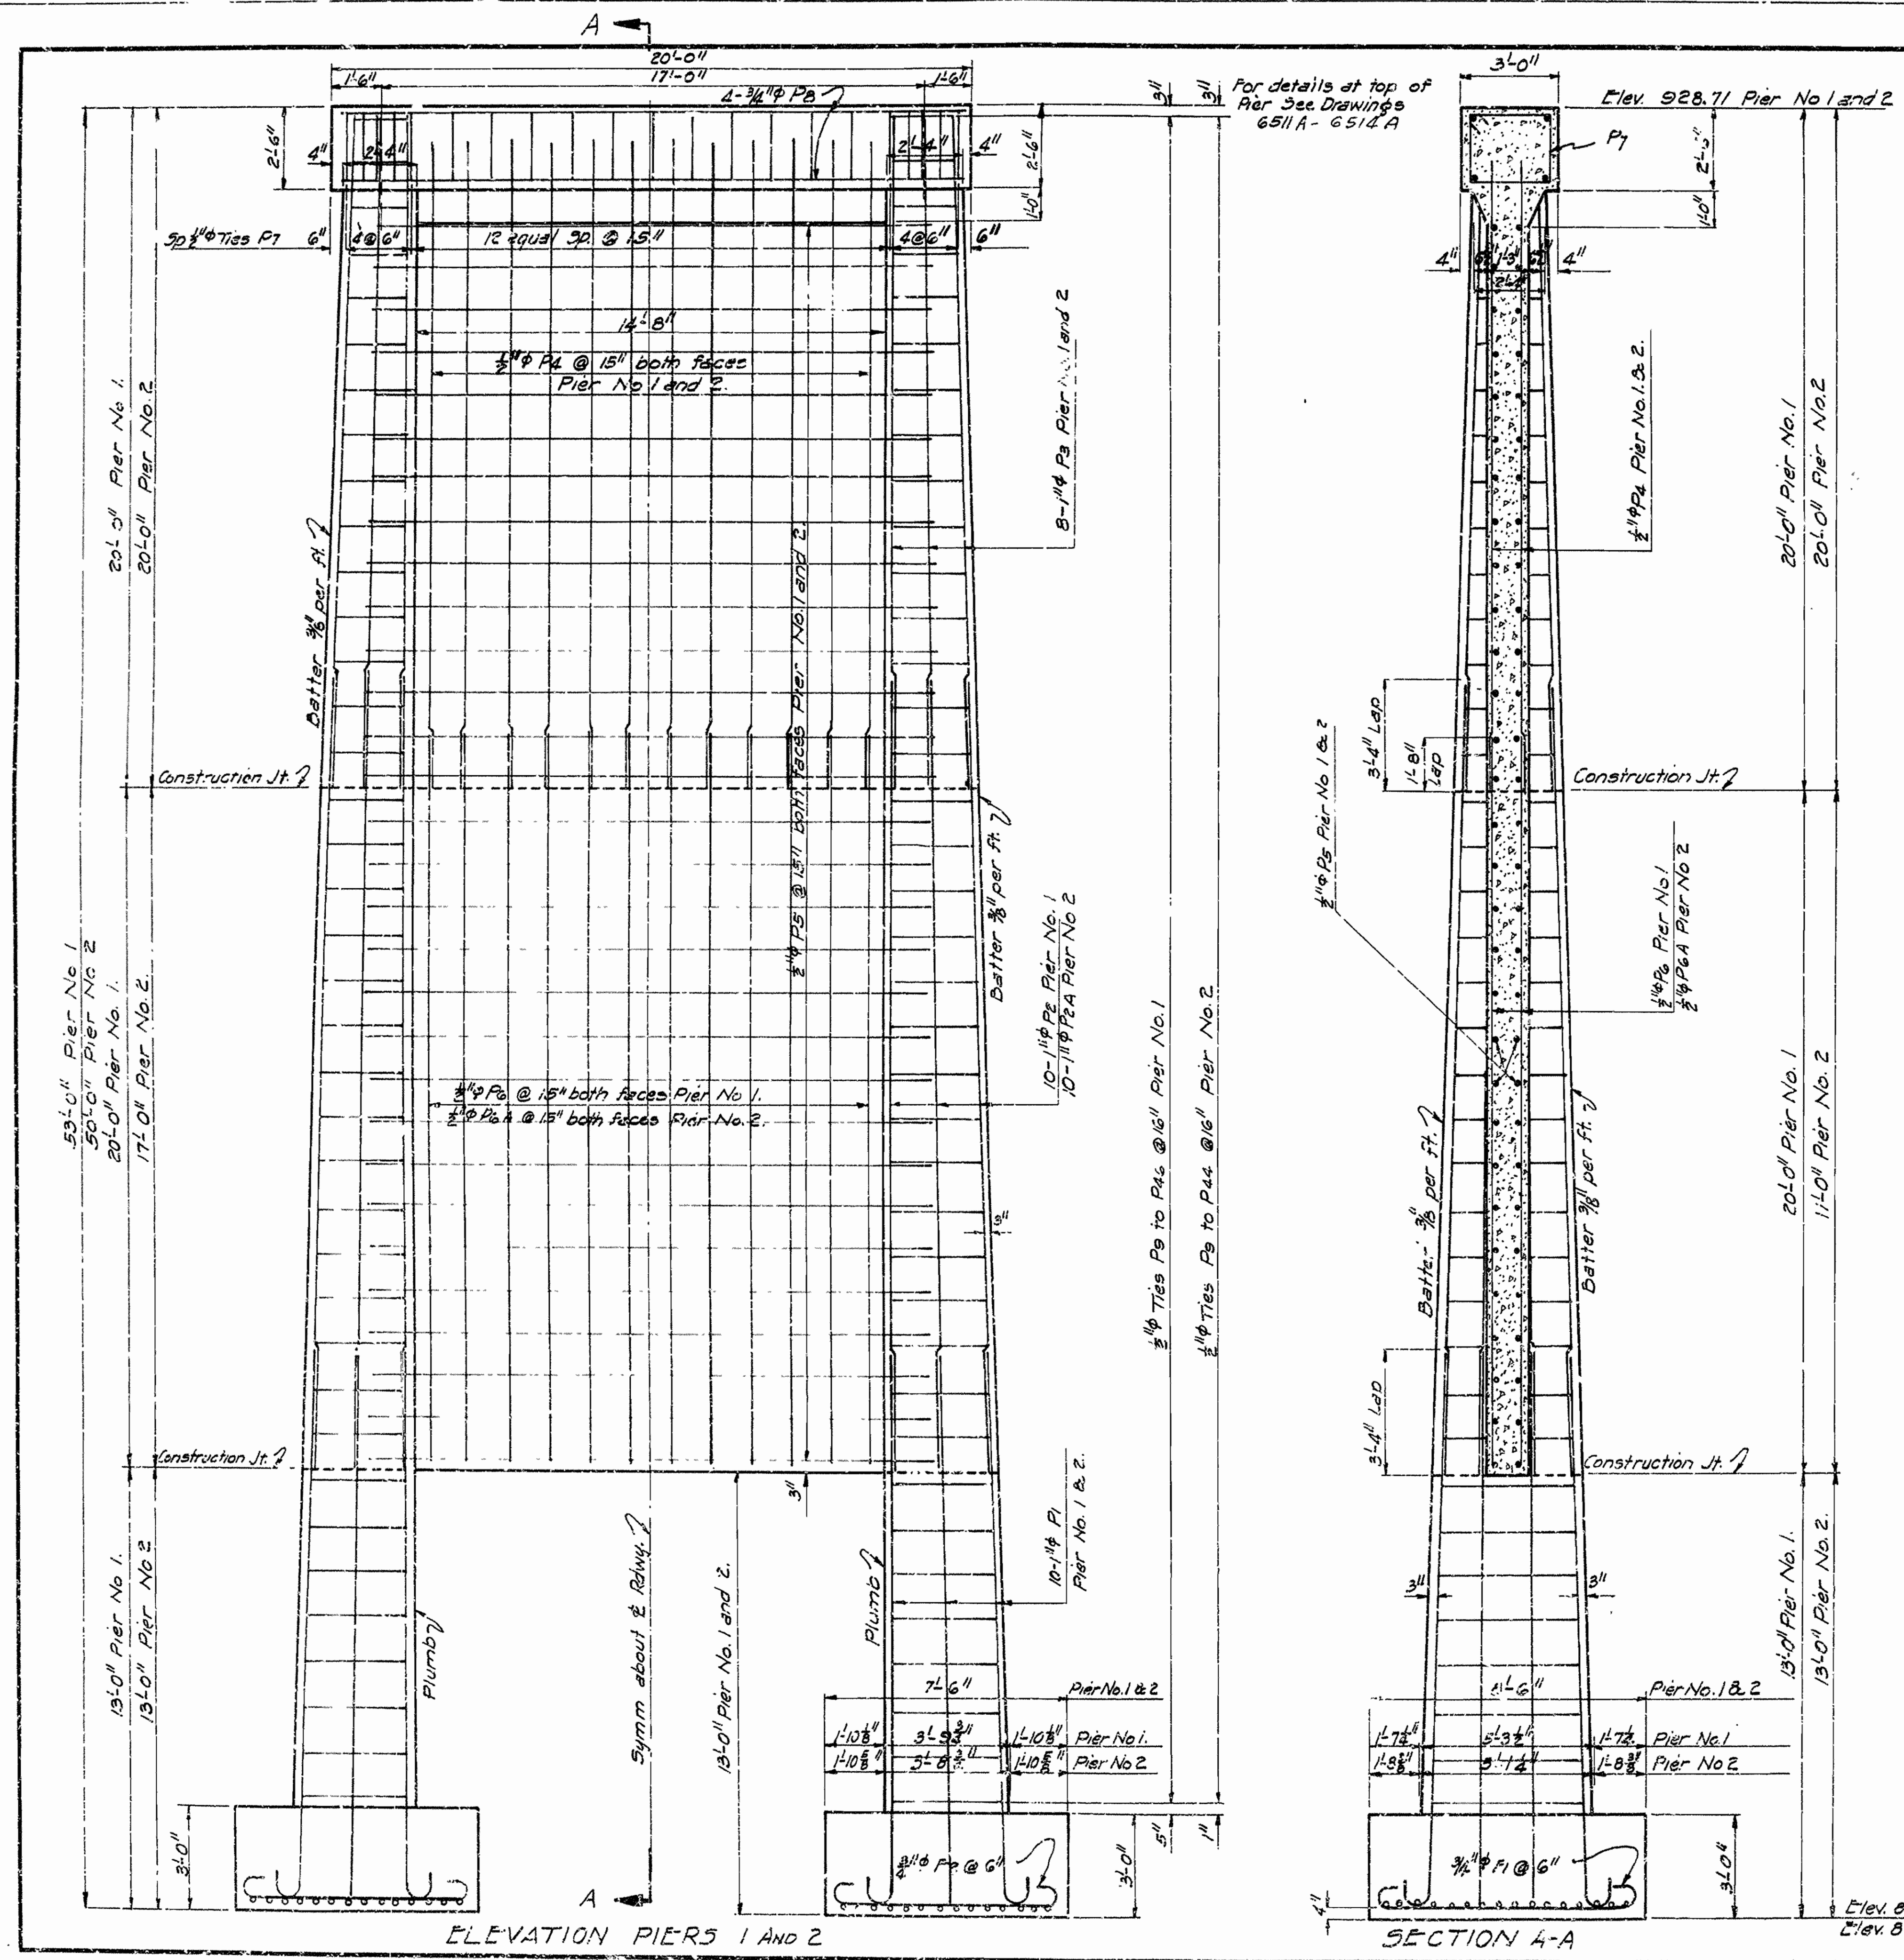 A
20'-0"
1'-6" 17'-0" 1'-6"
4-3/4"φ P8
3" 3"
For details at top of
Pier See Drawings
6511A - 6514A
3'-0"
Elev. 928.71 Pier No 1 and 2
P7
2'-6"
4" 2'-4"
2'-4" 4"
2'-6"
1'-0"
1'-0"
Sp 1/2"φ Ties P7 6" 4@6" 12 equal sp. @ 15" 4@6" 6"
4" 1'-3" 4"
14'-8"
1/2"φ P4 @ 15" both faces
Pier No 1 and 2.
8-1"φ P3 Pier and 2
1/2"φ P4 Pier No.1 & 2.
20'-0" Pier No 1.
20'-0" Pier No. 2
20'-0" Pier No.1
20'-0" Pier No.2
Batter 3/8" per ft.
1/2"φ P5 @ 15" both faces Pier No.1 and 2.
3'-4" Lap
1'-8"
Lap
Construction Jt.
Construction Jt.
Batter 3/8" per ft.
1/2"φ P5 Pier No 1 & 2
1/2"φ P6 Pier No 1
1/2"φ P6A Pier No 2
53'-0" Pier No 1
50'-0" Pier No 2
20'-0" Pier No. 1.
17'-0" Pier No. 2.
10-1"φ P2 Pier No. 1
10-1"φ P2A Pier No 2
1/2"φ Ties P9 to P46 @ 16" Pier No.1
1/2"φ Ties P9 to P44 @ 16" Pier No. 2
1/2"φ P6 @ 15" both faces Pier No 1.
1/2"φ P6A @ 15" both faces Pier No. 2.
20'-0" Pier No. 1
Pier No. 2
Batter 3/8" per ft.
Batter 3/8" per ft.
3"
3'-4" Lap
Construction Jt.
Construction Jt.
3"
13'-0" Pier No 1.
13'-0" Pier No 2
Plumb
Symm about ℄ Rdwy.
13'-0" Pier No. 1 and 2.
Plumb
10-1"φ P1
Pier No. 1 & 2.
3" 3"
13'-0" Pier No. 1.
13'-0" Pier No. 2.
7'-6" Pier No. 1 & 2
1'-10 1/8" 1'-10 1/8" Pier No 1.
1'-10 5/8" 1'-10 5/8" Pier No 2
Pier No. 1 & 2
1'-7 1/4" 5'-3 1/2" Pier No.1
1'-8 3/8" 5'-1 1/4" 1'-8 3/8" Pier No 2
3'-0"
@ 6"
3'-0"
5" 1"
3/4"φ F1 @ 6"
3'-0"
4"
A
ELEVATION PIERS 1 AND 2
SECTION A-A
Elev. 8
Elev. 8